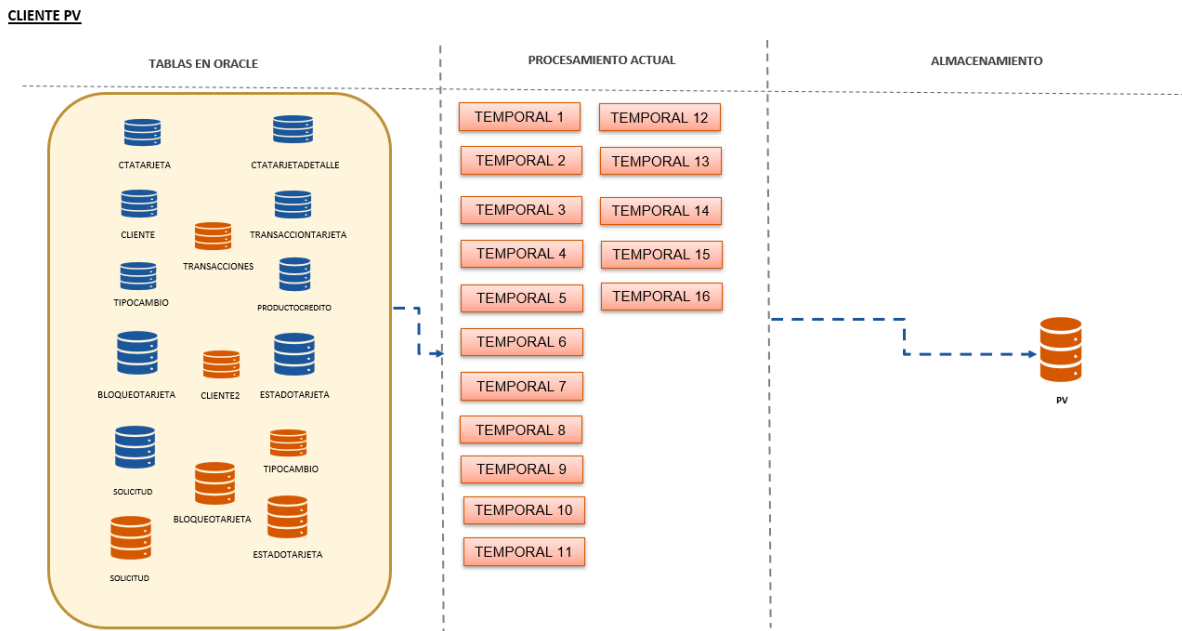 CLIENTE PV
TABLAS EN ORACLE
PROCESAMIENTO ACTUAL
ALMACENAMIENTO
CTATARJETA
CTATARJETADETALLE
CLIENTE
TRANSACCIONTARJETA
TRANSACCIONES
TIPOCAMBIO
PRODUCTOCREDITO
BLOQUEOTARJETA
CLIENTE2
ESTADOTARJETA
TIPOCAMBIO
SOLICITUD
BLOQUEOTARJETA
ESTADOTARJETA
SOLICITUD
TEMPORAL 1
TEMPORAL 2
TEMPORAL 3
TEMPORAL 4
TEMPORAL 5
TEMPORAL 6
TEMPORAL 7
TEMPORAL 8
TEMPORAL 9
TEMPORAL 10
TEMPORAL 11
TEMPORAL 12
TEMPORAL 13
TEMPORAL 14
TEMPORAL 15
TEMPORAL 16
PV